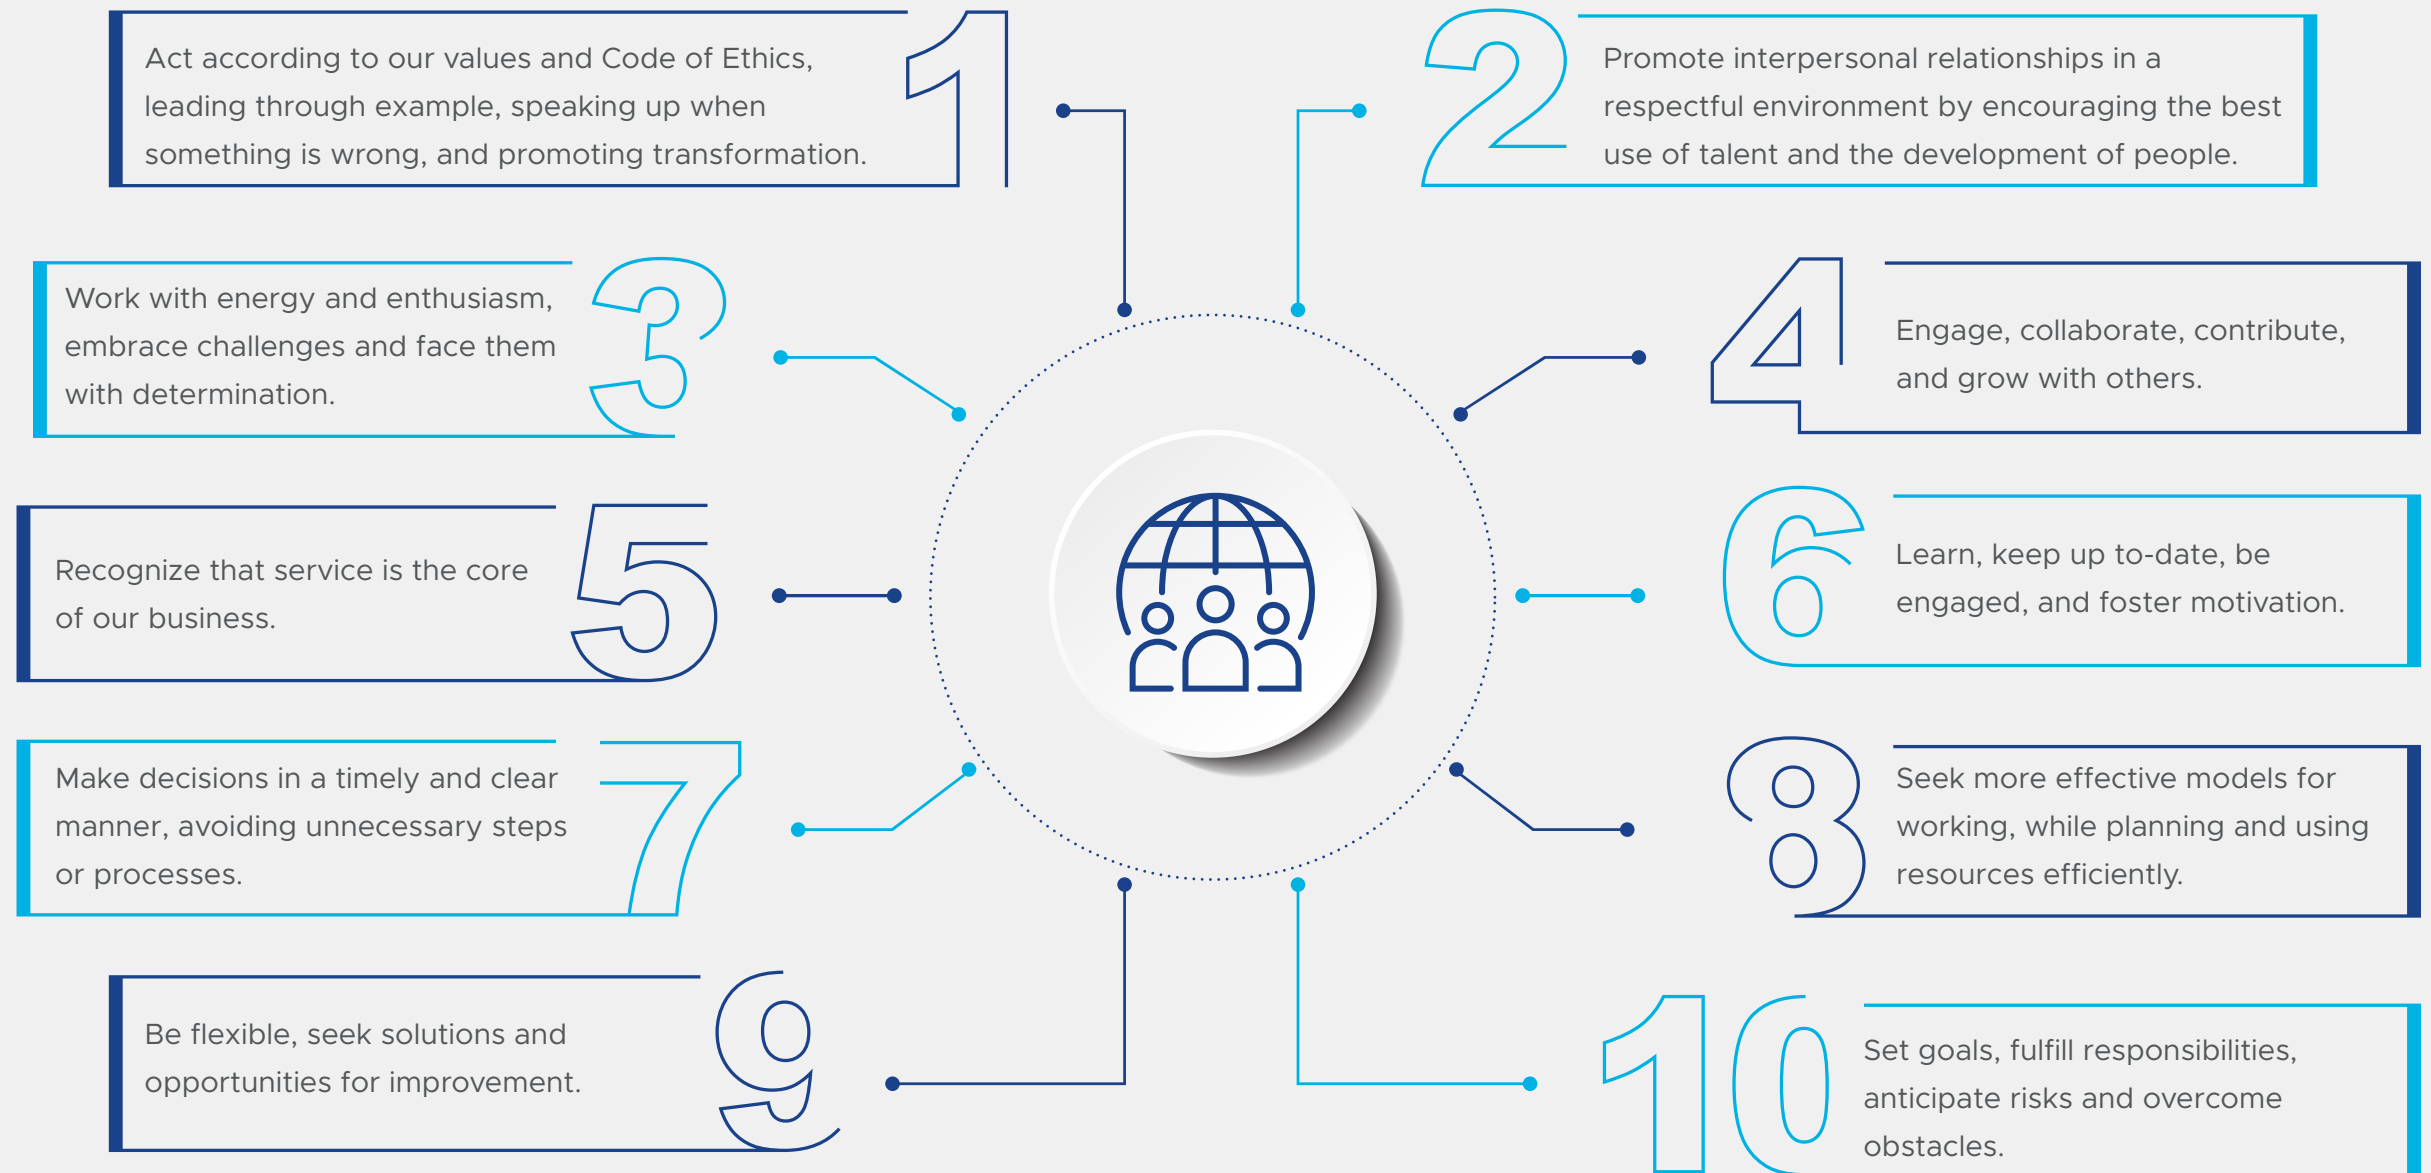 1
Act according to our values and Code of Ethics,
leading through example, speaking up when
something is wrong, and promoting transformation.
2
Promote interpersonal relationships in a
respectful environment by encouraging the best
use of talent and the development of people.
3
Work with energy and enthusiasm,
embrace challenges and face them
with determination.
4
Engage, collaborate, contribute,
and grow with others.
5
Recognize that service is the core
of our business.
6
Learn, keep up to-date, be
engaged, and foster motivation.
7
Make decisions in a timely and clear
manner, avoiding unnecessary steps
or processes.
8
Seek more effective models for
working, while planning and using
resources efficiently.
9
Be flexible, seek solutions and
opportunities for improvement.
10
Set goals, fulfill responsibilities,
anticipate risks and overcome
obstacles.